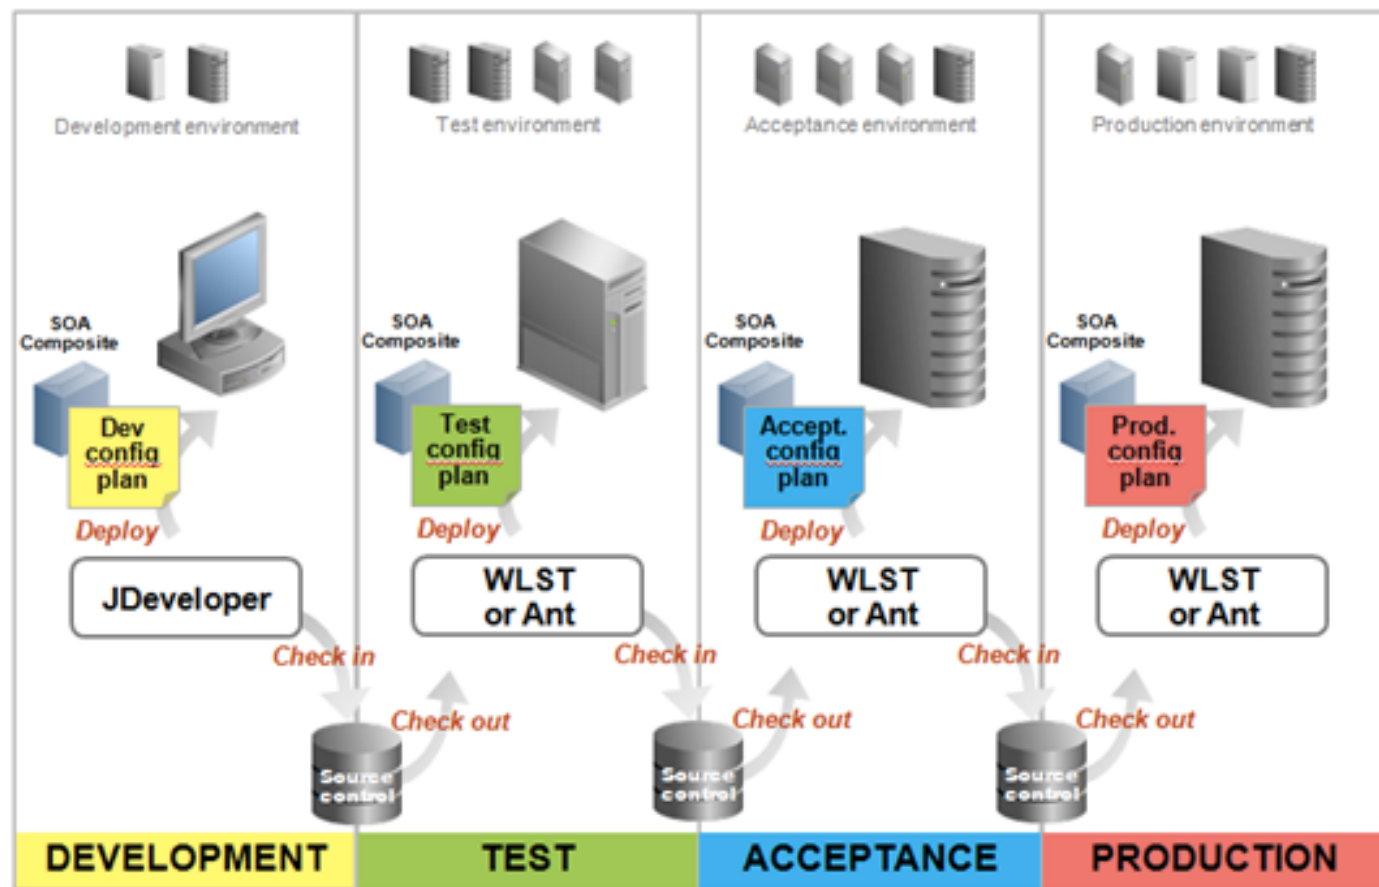 Development environment
Test environment
Acceptance environment
Production environment
SOA
Composite
Dev
config
plan
Deploy
JDeveloper
Check in
SOA
Composite
Test
config
plan
Deploy
WLST
or Ant
Check in
SOA
Composite
Accept.
config
plan
Deploy
WLST
or Ant
Check in
SOA
Composite
Prod.
config
plan
Deploy
WLST
or Ant
Check out
Check out
Check out
Source
control
Source
control
Source
control
DEVELOPMENT
TEST
ACCEPTANCE
PRODUCTION